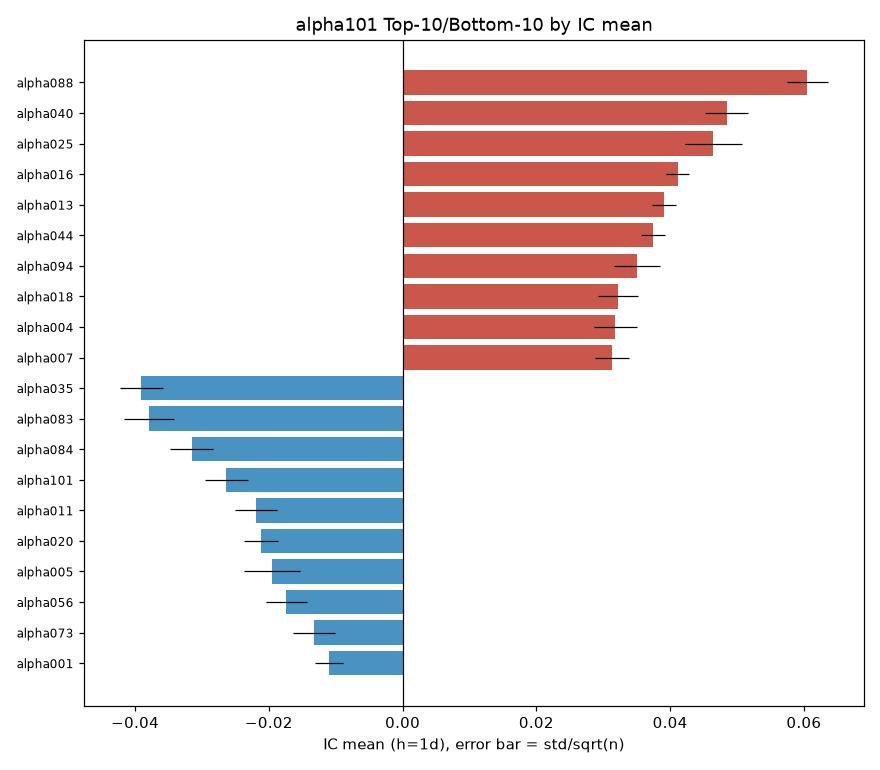 alpha101 Top-10/Bottom-10 by IC mean
alpha088
alpha040
alpha025
alpha016
alpha013
alpha044
alpha094
alpha018
alpha004
alpha007
alpha035
alpha083
alpha084
alpha101
alpha011
alpha020
alpha005
alpha056
alpha073
alpha001
−0.04 −0.02 0.00 0.02 0.04 0.06
IC mean (h=1d), error bar = std/sqrt(n)